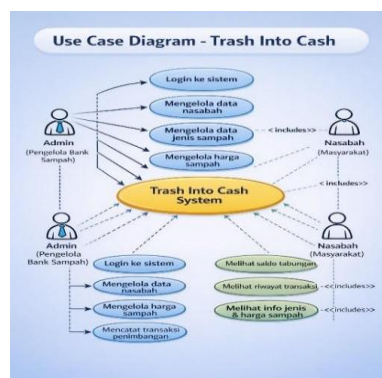 Use Case Diagram - Trash Into Cash
Login ke sistem
Mengelola data
nasabah
Mengelola data
jenis sampah
< includes>>
Mengelola harga
sampah
Admin
(Pengelola Bank
Sampah)
Nasabah
(Masyarakat)
< includes>>
Trash Into Cash
System
Admin
(Pengelola
Bank Sampah)
Nasabah
(Masyarakat)
Login ke sistem
Mengelola data
nasabah
Mengelola harga
sampah
Mencatat transaksi
penimbangan
Melihat saldo tabungan
Melihat riwayat transaksi
<<includes>>
Melihat info jenis
& harga sampah
<<includes>>